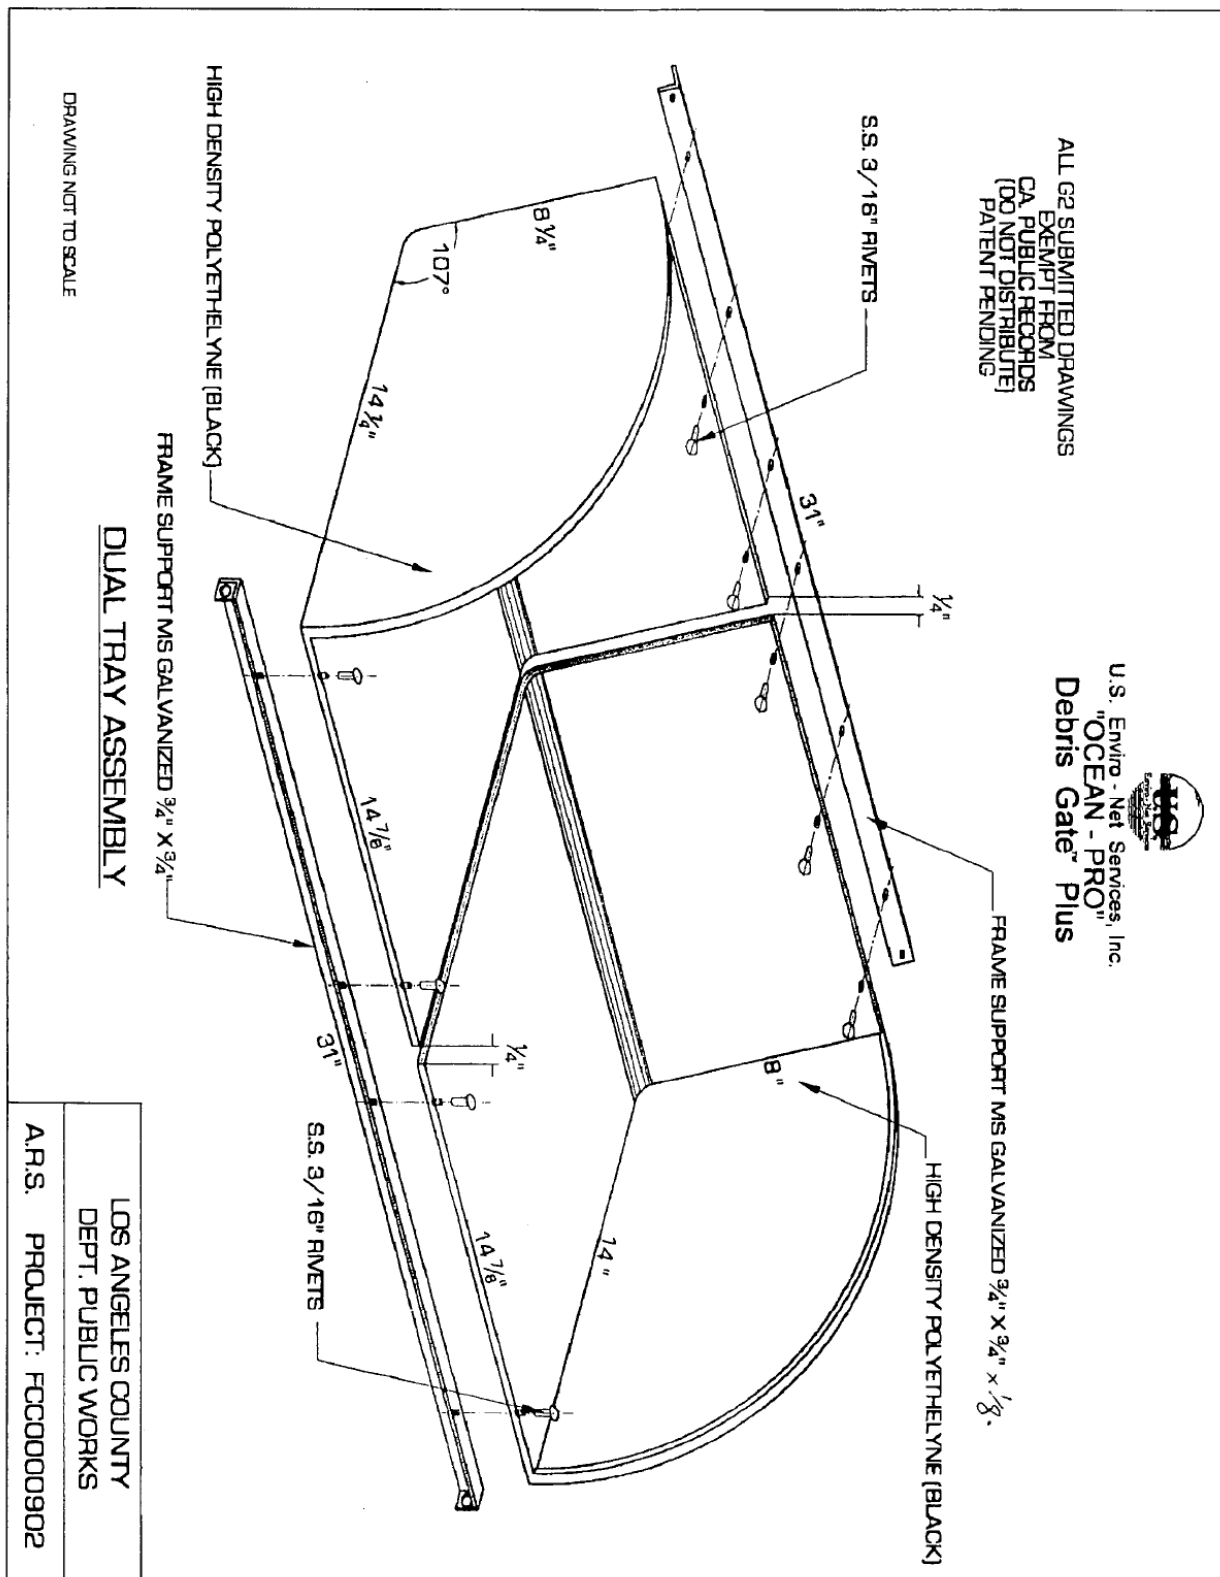 U.S. Enviro - Net Services, Inc.
"OCEAN - PRO"
Debris Gate™ Plus
ALL G2 SUBMITTED DRAWINGS
EXEMPT FROM
CA. PUBLIC RECORDS
(DO NOT DISTRIBUTE)
PATENT PENDING
S.S. 3/16" RIVETS
FRAME SUPPORT MS GALVANIZED ¾" X ¾" x 1/8.
HIGH DENSITY POLYETHELYNE (BLACK)
31"
¼"
8 ¼"
107°
14 ¼"
8"
14"
14 7/8"
¼"
14 7/8"
31"
S.S. 3/16" RIVETS
HIGH DENSITY POLYETHELYNE (BLACK)
FRAME SUPPORT MS GALVANIZED ¾" X ¾"
DUAL TRAY ASSEMBLY
DRAWING NOT TO SCALE
LOS ANGELES COUNTY
DEPT. PUBLIC WORKS
A.R.S. PROJECT: FCC0000902